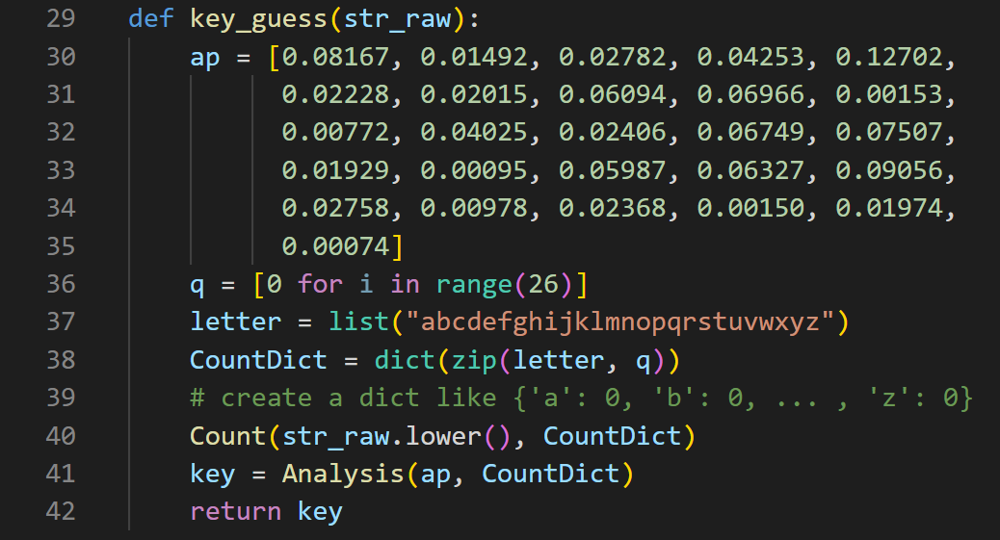 29 def key_guess(str_raw):
30     ap = [0.08167, 0.01492, 0.02782, 0.04253, 0.12702,
31           0.02228, 0.02015, 0.06094, 0.06966, 0.00153,
32           0.00772, 0.04025, 0.02406, 0.06749, 0.07507,
33           0.01929, 0.00095, 0.05987, 0.06327, 0.09056,
34           0.02758, 0.00978, 0.02368, 0.00150, 0.01974,
35           0.00074]
36     q = [0 for i in range(26)]
37     letter = list("abcdefghijklmnopqrstuvwxyz")
38     CountDict = dict(zip(letter, q))
39     # create a dict like {'a': 0, 'b': 0, ... , 'z': 0}
40     Count(str_raw.lower(), CountDict)
41     key = Analysis(ap, CountDict)
42     return key